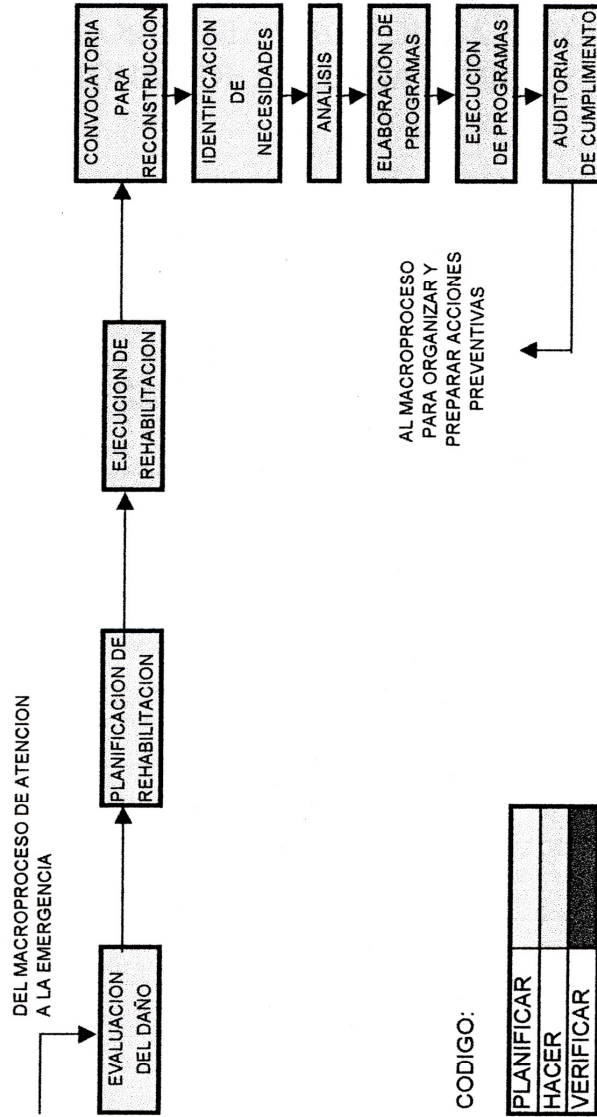 DEL MACROPROCESO DE ATENCION
A LA EMERGENCIA
EVALUACION
DEL DAÑO
PLANIFICACION DE
REHABILITACION
EJECUCION DE
REHABILITACION
CONVOCATORIA
PARA
RECONSTRUCCION
IDENTIFICACION
DE
NECESIDADES
ANALISIS
ELABORACION DE
PROGRAMAS
EJECUCION
DE PROGRAMAS
AUDITORIAS
DE CUMPLIMIENTO
AL MACROPROCESO
PARA ORGANIZAR Y
PREPARAR ACCIONES
PREVENTIVAS
CODIGO:
PLANIFICAR
HACER
VERIFICAR